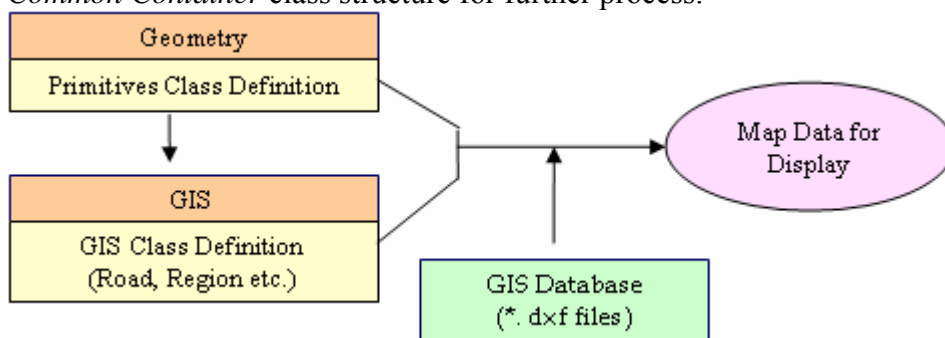 Common Container class structure for further process.
Geometry
Primitives Class Definition
GIS
GIS Class Definition
(Road, Region etc.)
Map Data for
Display
GIS Database
(*. dxf files)